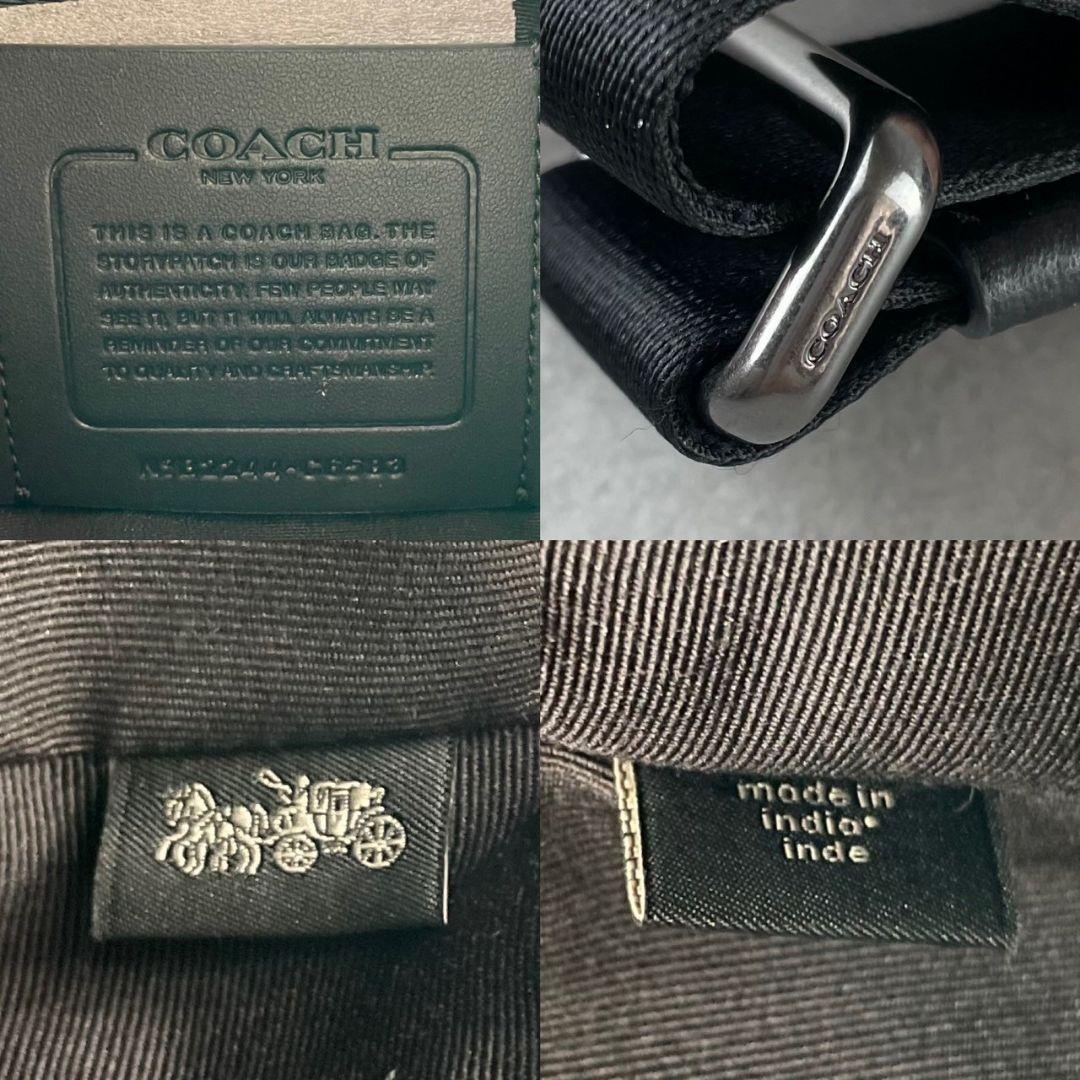 COACH
NEW YORK
THIS IS A COACH BAG. THE
STORYPATCH IS OUR BADGE OF
AUTHENTICITY. FEW PEOPLE MAY
SEE IT, BUT IT WILL ALWAYS BE A
REMINDER OF OUR COMMITMENT
TO QUALITY AND CRAFTSMANSHIP.
COACH
made in
india•
inde